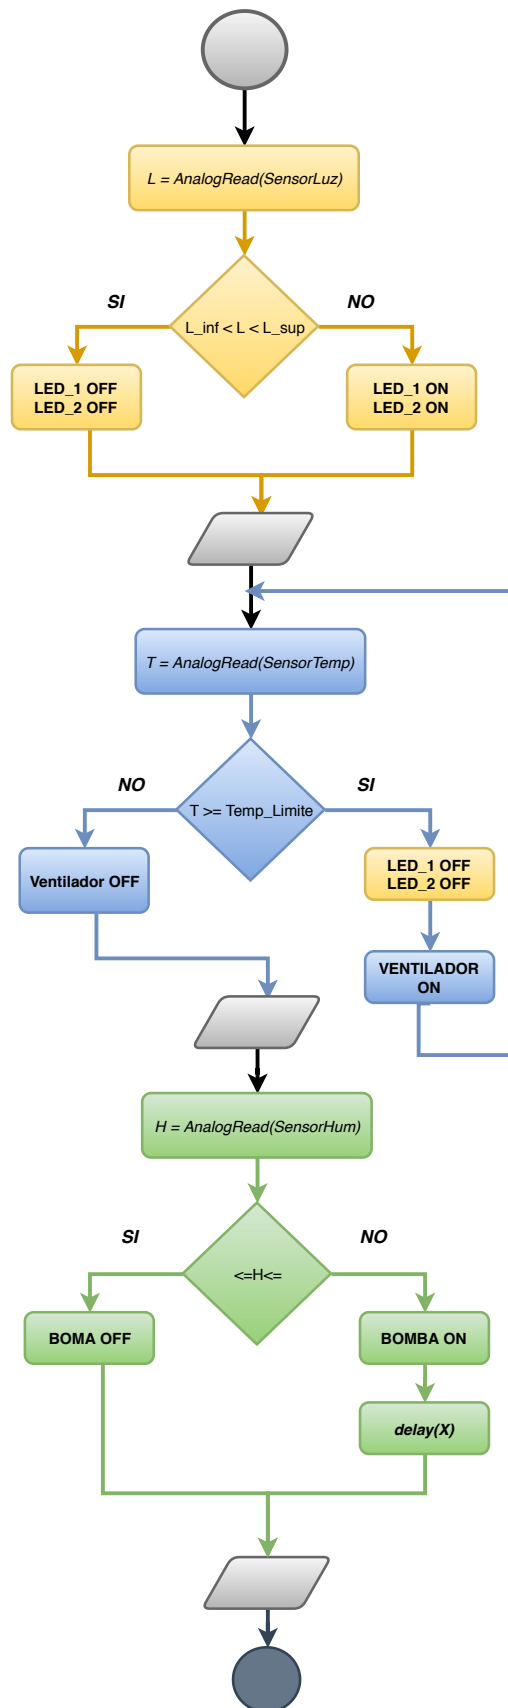 L = AnalogRead(SensorLuz)
SI
NO
L_inf < L < L_sup
LED_1 OFF
LED_2 OFF
LED_1 ON
LED_2 ON
T = AnalogRead(SensorTemp)
NO
SI
T >= Temp_Limite
Ventilador OFF
LED_1 OFF
LED_2 OFF
VENTILADOR
ON
H = AnalogRead(SensorHum)
SI
NO
<=H<=
BOMA OFF
BOMBA ON
delay(X)